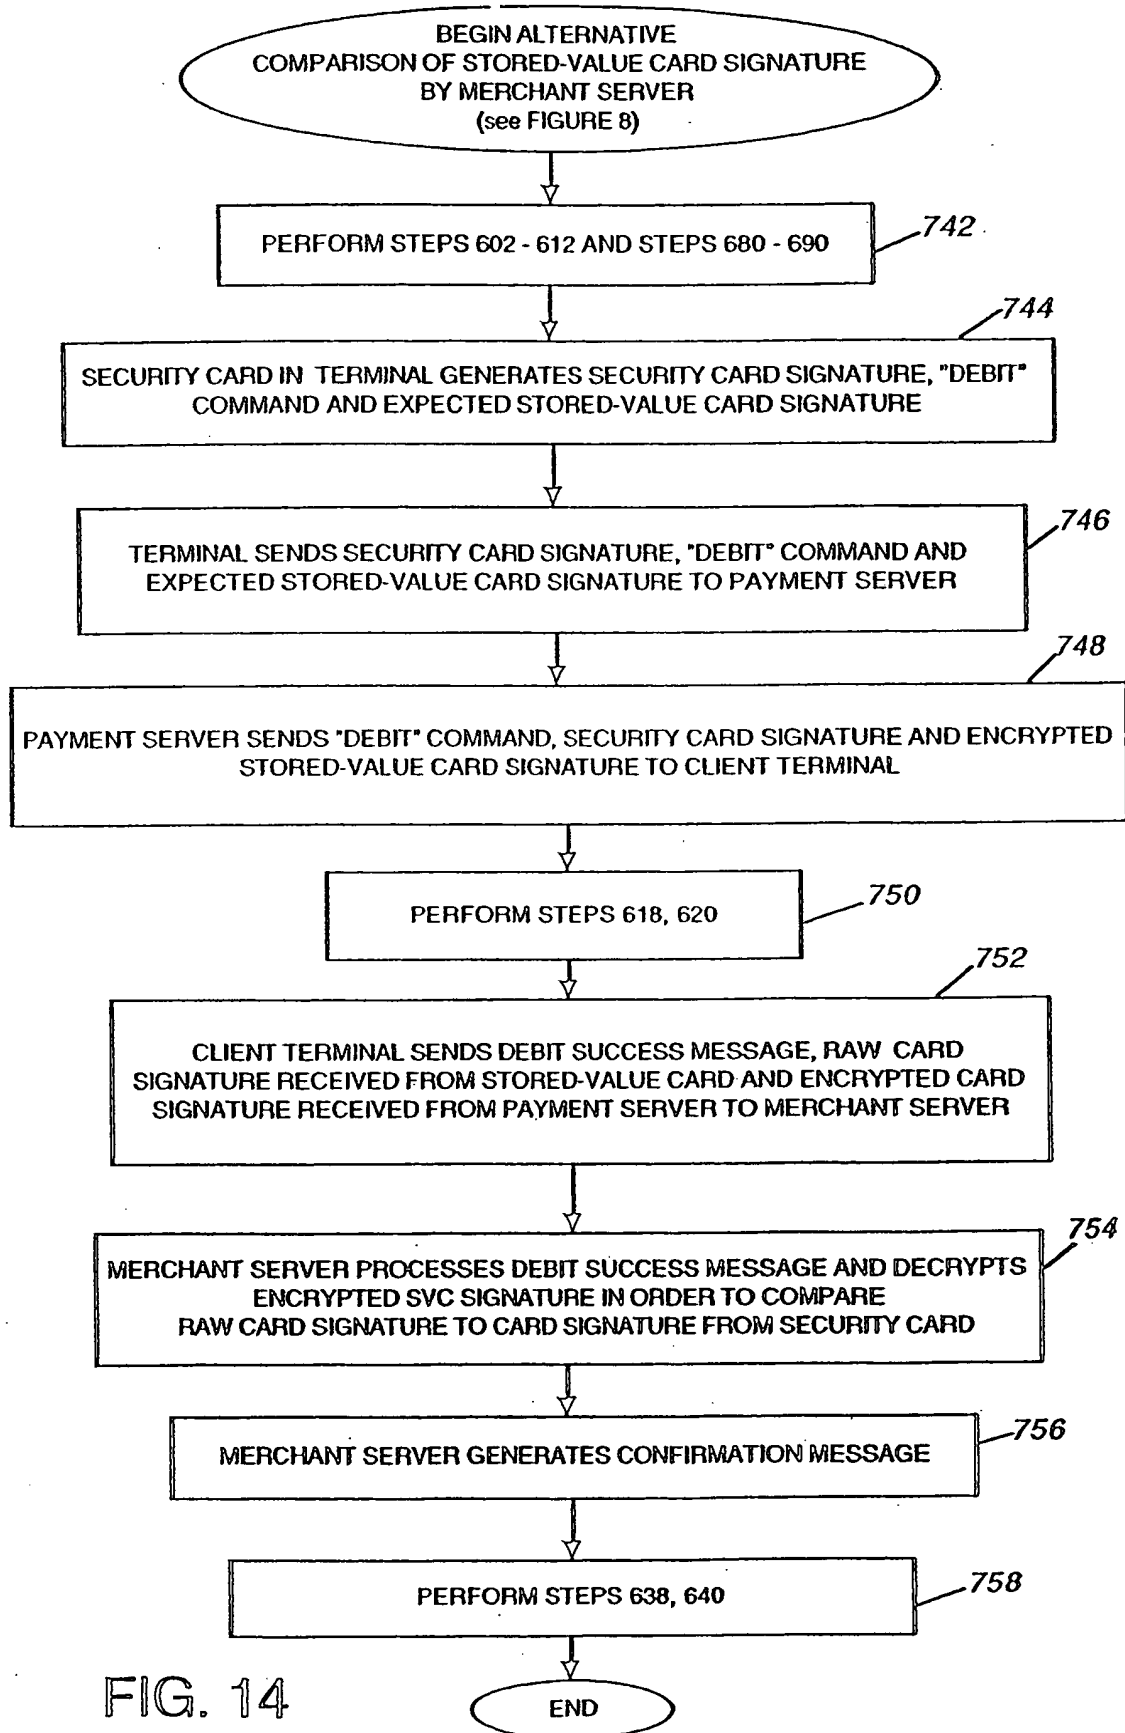 BEGIN ALTERNATIVE
COMPARISON OF STORED-VALUE CARD SIGNATURE
BY MERCHANT SERVER
(see FIGURE 8)
PERFORM STEPS 602 - 612 AND STEPS 680 - 690
742
744
SECURITY CARD IN TERMINAL GENERATES SECURITY CARD SIGNATURE, "DEBIT"
COMMAND AND EXPECTED STORED-VALUE CARD SIGNATURE
746
TERMINAL SENDS SECURITY CARD SIGNATURE, "DEBIT" COMMAND AND
EXPECTED STORED-VALUE CARD SIGNATURE TO PAYMENT SERVER
748
PAYMENT SERVER SENDS "DEBIT" COMMAND, SECURITY CARD SIGNATURE AND ENCRYPTED
STORED-VALUE CARD SIGNATURE TO CLIENT TERMINAL
PERFORM STEPS 618, 620
750
752
CLIENT TERMINAL SENDS DEBIT SUCCESS MESSAGE, RAW CARD
SIGNATURE RECEIVED FROM STORED-VALUE CARD AND ENCRYPTED CARD
SIGNATURE RECEIVED FROM PAYMENT SERVER TO MERCHANT SERVER
754
MERCHANT SERVER PROCESSES DEBIT SUCCESS MESSAGE AND DECRYPTS
ENCRYPTED SVC SIGNATURE IN ORDER TO COMPARE
RAW CARD SIGNATURE TO CARD SIGNATURE FROM SECURITY CARD
MERCHANT SERVER GENERATES CONFIRMATION MESSAGE
756
PERFORM STEPS 638, 640
758
END
FIG. 14